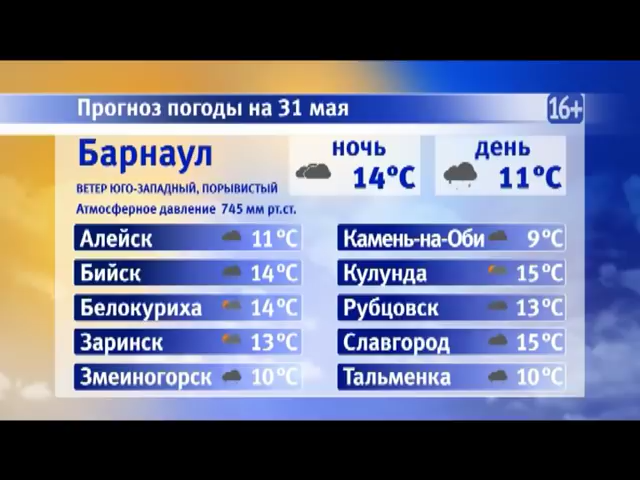 Прогноз погоды на 31 мая 16+
Барнаул
ночь 14°C
день 11°C
ВЕТЕР ЮГО-ЗАПАДНЫЙ, ПОРЫВИСТЫЙ
Атмосферное давление 745 мм рт.ст.
Алейск 11°C
Бийск 14°C
Белокуриха 14°C
Заринск 13°C
Змеиногорск 10°C
Камень-на-Оби 9°C
Кулунда 15°C
Рубцовск 13°C
Славгород 15°C
Тальменка 10°C